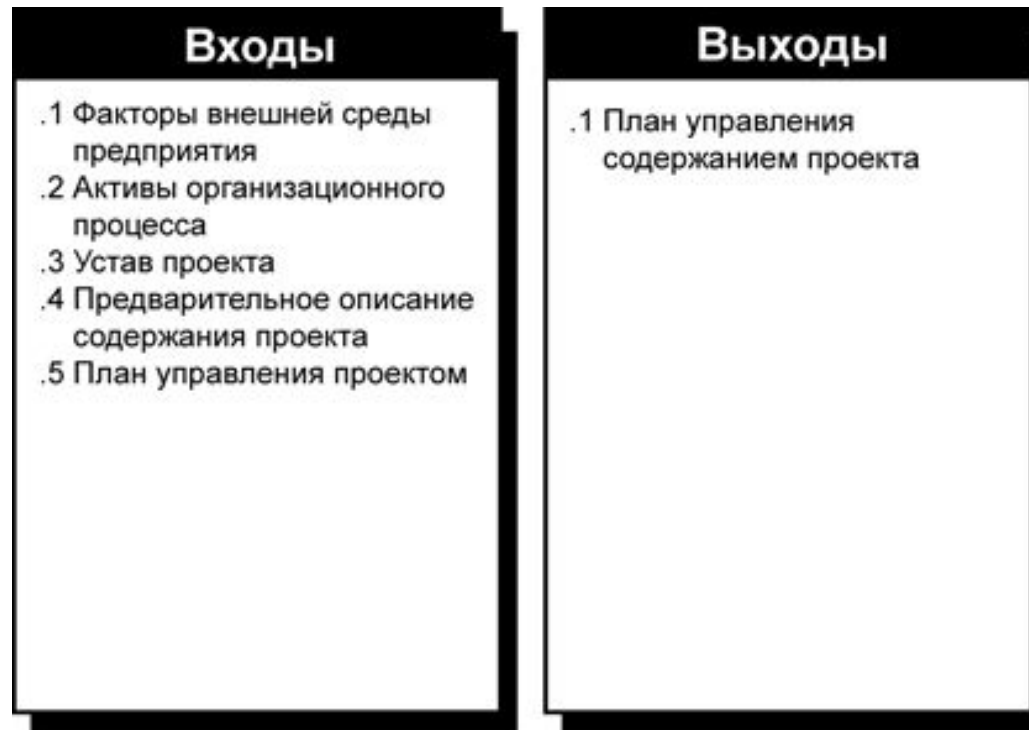 Входы
.1 Факторы внешней среды
предприятия
.2 Активы организационного
процесса
.3 Устав проекта
.4 Предварительное описание
содержания проекта
.5 План управления проектом
Выходы
.1 План управления
содержанием проекта